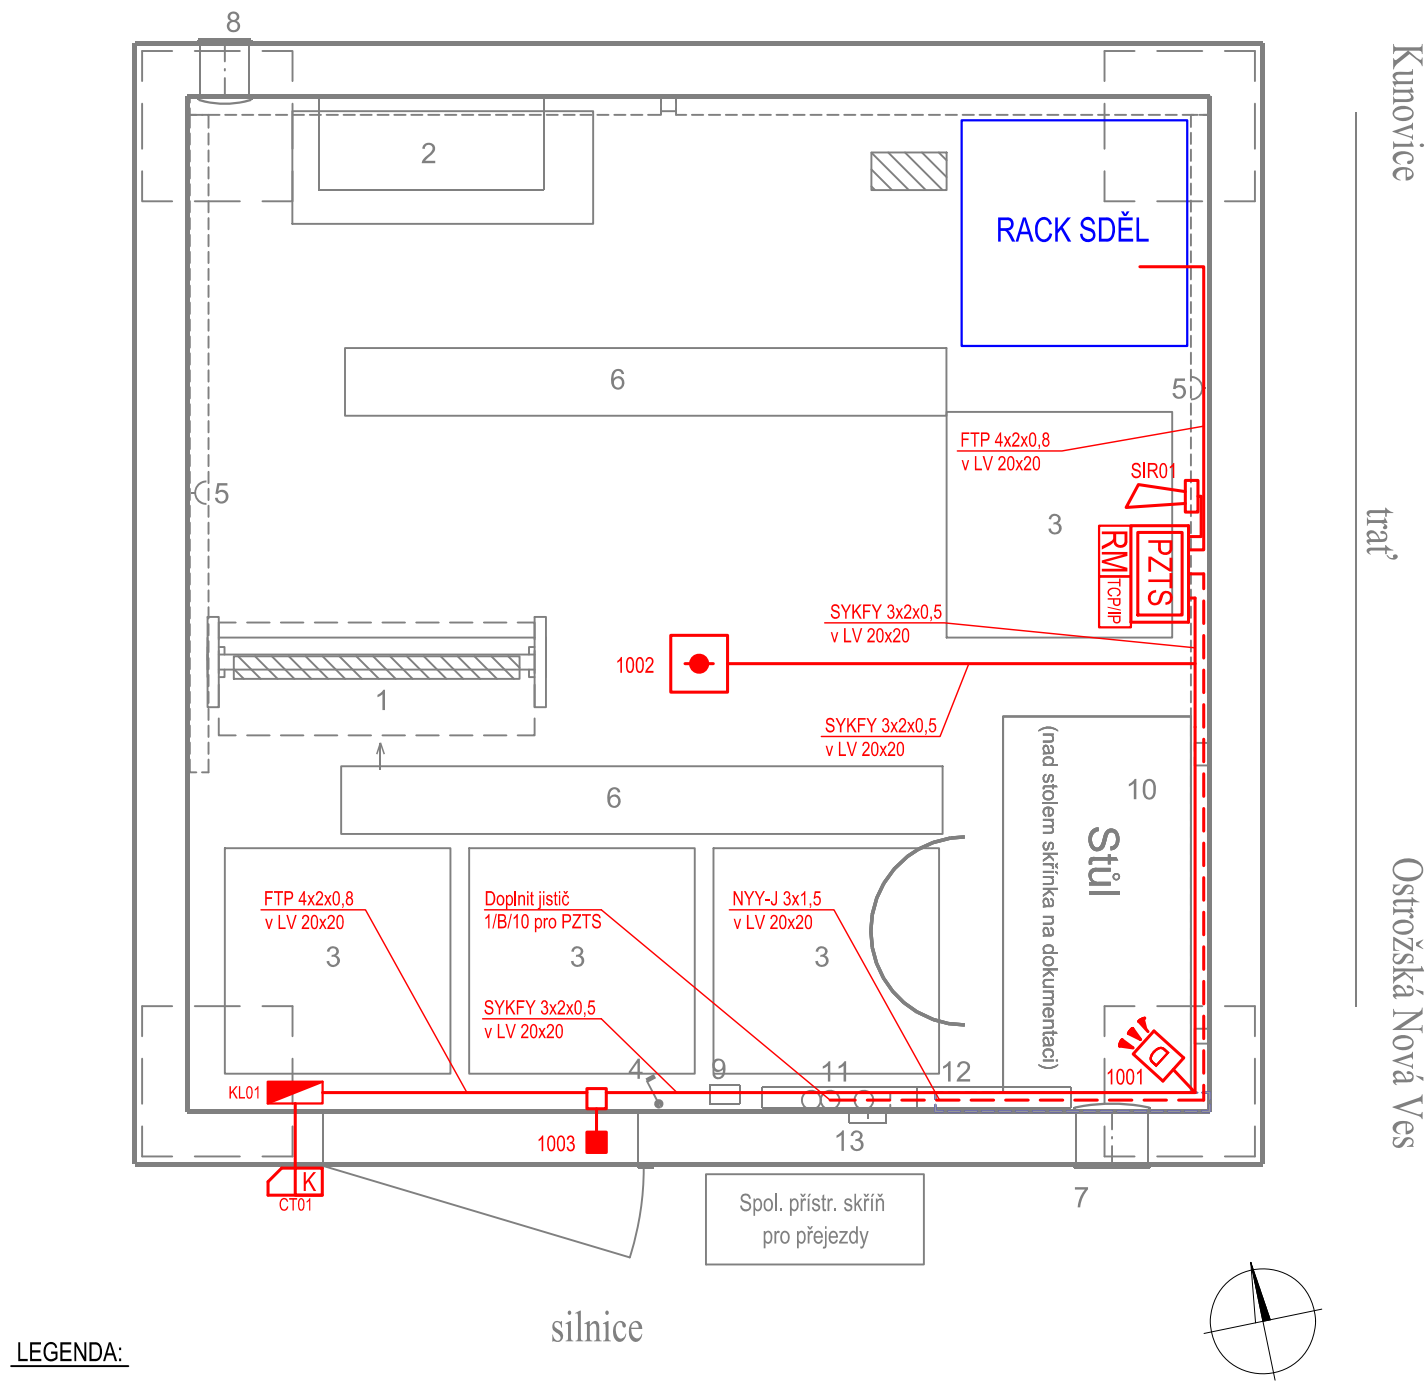 8
Kunovice
2
RACK SDĚL
6
5
FTP 4x2x0,8
v LV 20x20
SIR01
5
3
trať
RM
TCP/IP
PZTS
SYKFY 3x2x0,5
v LV 20x20
1002
1
SYKFY 3x2x0,5
v LV 20x20
(nad stolem skřínka na dokumentaci)
10
6
Stůl
Ostrožská Nová Ves
FTP 4x2x0,8
v LV 20x20
Doplnit jistič
1/B/10 pro PZTS
NYY-J 3x1,5
v LV 20x20
3
3
3
SYKFY 3x2x0,5
v LV 20x20
D
4
9
11
12
1001
KL01
1003
13
K
CT01
7
Spol. přístr. skříň
pro přejezdy
silnice
LEGENDA: